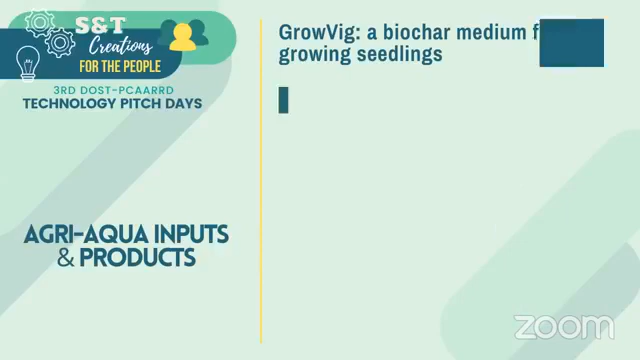 S&T
Creations
FOR THE PEOPLE
3RD DOST-PCAARRD
TECHNOLOGY PITCH DAYS
AGRI-AQUA INPUTS
& PRODUCTS
GrowVig: a biochar medium
growing seedlings
zoom